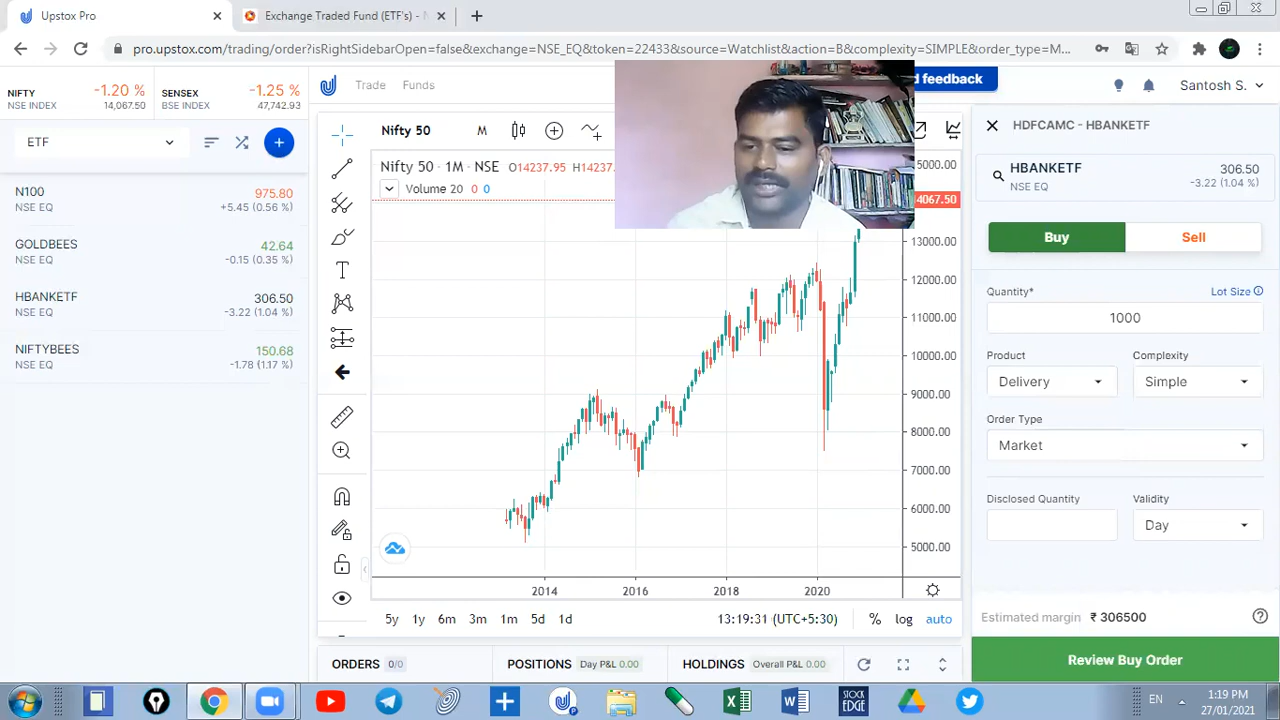 Upstox Pro
Exchange Traded Fund (ETF's) -
pro.upstox.com/trading/order?isRightSidebarOpen=false&exchange=NSE_EQ&token=22433&source=Watchlist&action=B&complexity=SIMPLE&order_type=M...
NIFTY -1.20 % SENSEX -1.25 %
NSE INDEX 14,067.50 BSE INDEX 47,742.93
Trade Funds
d feedback
Santosh S.
ETF
N100 975.80
NSE EQ +5.45 (0.56 %)
GOLDBEES 42.64
NSE EQ -0.15 (0.35 %)
HBANKETF 306.50
NSE EQ -3.22 (1.04 %)
NIFTYBEES 150.68
NSE EQ -1.78 (1.17 %)
Nifty 50 M
Nifty 50 · 1M · NSE O14237.95 H14237.
Volume 20 0 0
5000.00
4067.50
13000.00
12000.00
11000.00
10000.00
9000.00
8000.00
7000.00
6000.00
5000.00
2014 2016 2018 2020
5y 1y 6m 3m 1m 5d 1d 13:19:31 (UTC+5:30) % log auto
ORDERS 0/0 POSITIONS Day P&L 0.00 HOLDINGS Overall P&L 0.00
HDFCAMC - HBANKETF
HBANKETF 306.50
NSE EQ -3.22 (1.04 %)
Buy Sell
Quantity* Lot Size
1000
Product Complexity
Delivery Simple
Order Type
Market
Disclosed Quantity Validity
Day
Estimated margin ₹ 306500
Review Buy Order
STOCK
EDGE
EN 1:19 PM
27/01/2021